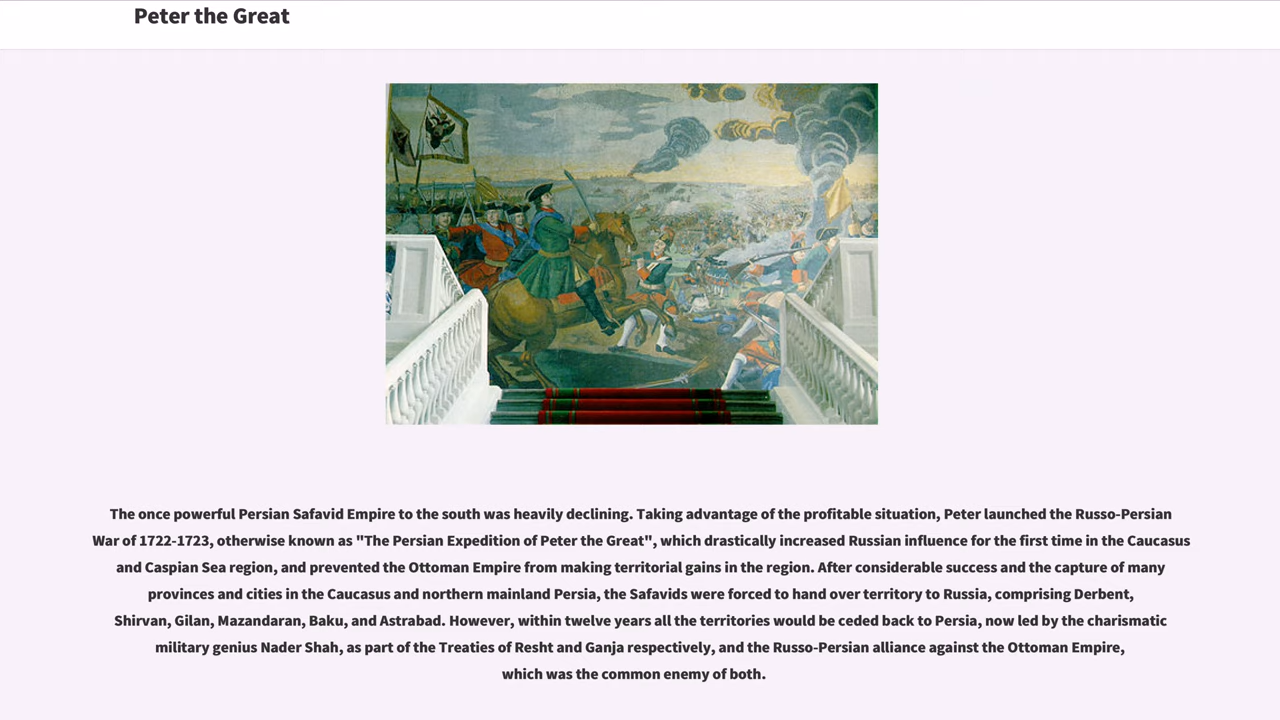 Peter the Great
The once powerful Persian Safavid Empire to the south was heavily declining. Taking advantage of the profitable situation, Peter launched the Russo-Persian
War of 1722-1723, otherwise known as "The Persian Expedition of Peter the Great", which drastically increased Russian influence for the first time in the Caucasus
and Caspian Sea region, and prevented the Ottoman Empire from making territorial gains in the region. After considerable success and the capture of many
provinces and cities in the Caucasus and northern mainland Persia, the Safavids were forced to hand over territory to Russia, comprising Derbent,
Shirvan, Gilan, Mazandaran, Baku, and Astrabad. However, within twelve years all the territories would be ceded back to Persia, now led by the charismatic
military genius Nader Shah, as part of the Treaties of Resht and Ganja respectively, and the Russo-Persian alliance against the Ottoman Empire,
which was the common enemy of both.